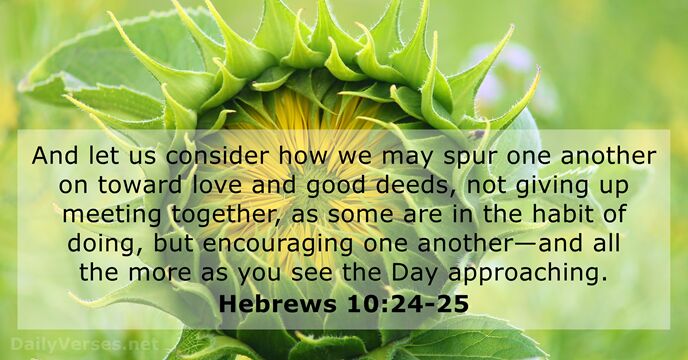 And let us consider how we may spur one another
on toward love and good deeds, not giving up
meeting together, as some are in the habit of
doing, but encouraging one another—and all
the more as you see the Day approaching.
Hebrews 10:24-25
DailyVerses.net